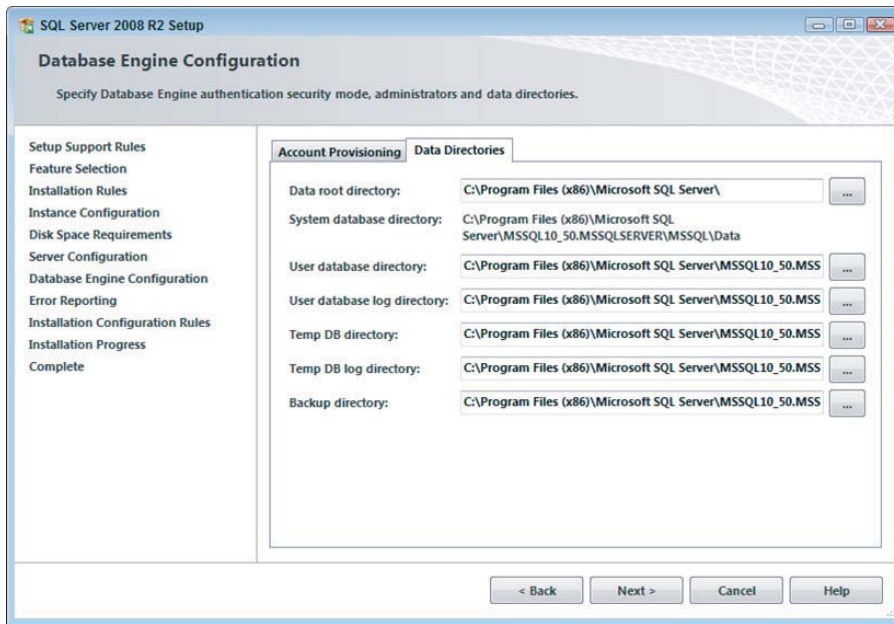 SQL Server 2008 R2 Setup
Database Engine Configuration
Specify Database Engine authentication security mode, administrators and data directories.
Setup Support Rules
Feature Selection
Installation Rules
Instance Configuration
Disk Space Requirements
Server Configuration
Database Engine Configuration
Error Reporting
Installation Configuration Rules
Installation Progress
Complete
Account Provisioning Data Directories
Data root directory: C:\Program Files (x86)\Microsoft SQL Server\ ...
System database directory: C:\Program Files (x86)\Microsoft SQL
Server\MSSQL10_50.MSSQLSERVER\MSSQL\Data
User database directory: C:\Program Files (x86)\Microsoft SQL Server\MSSQL10_50.MSS ...
User database log directory: C:\Program Files (x86)\Microsoft SQL Server\MSSQL10_50.MSS ...
Temp DB directory: C:\Program Files (x86)\Microsoft SQL Server\MSSQL10_50.MSS ...
Temp DB log directory: C:\Program Files (x86)\Microsoft SQL Server\MSSQL10_50.MSS ...
Backup directory: C:\Program Files (x86)\Microsoft SQL Server\MSSQL10_50.MSS ...
< Back Next > Cancel Help